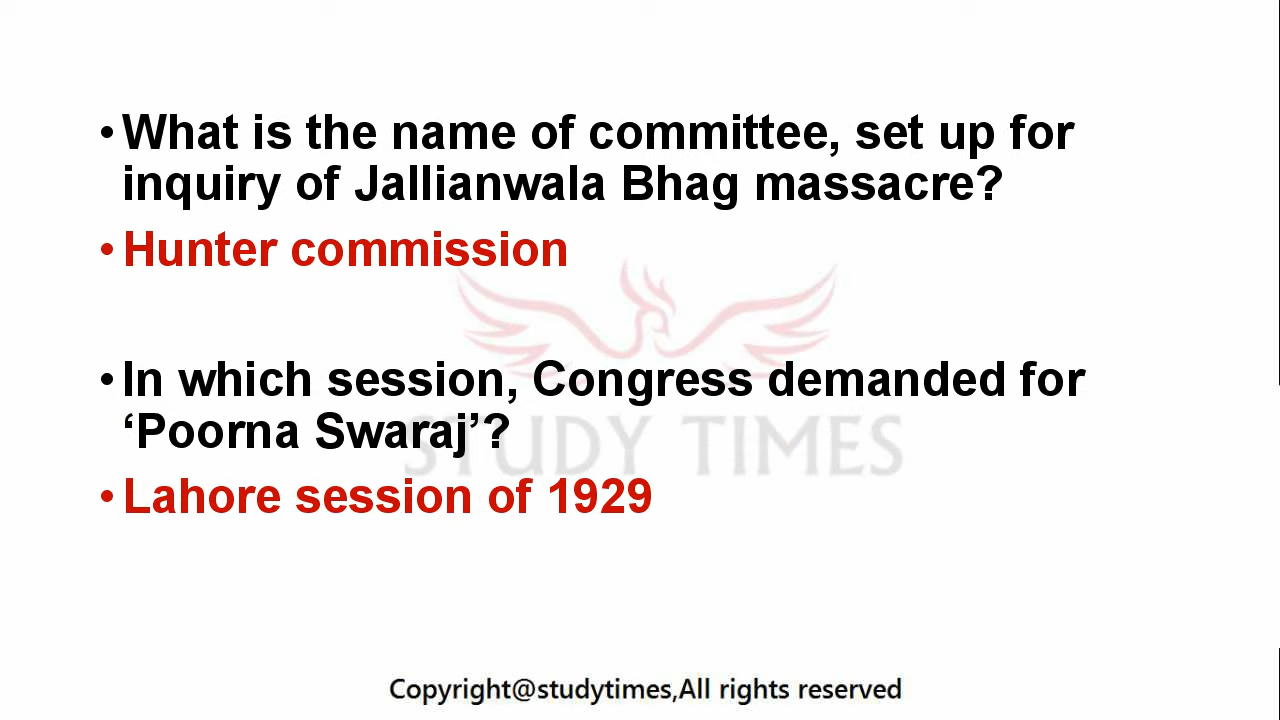 • What is the name of committee, set up for
inquiry of Jallianwala Bhag massacre?
• Hunter commission
• In which session, Congress demanded for
‘Poorna Swaraj’?
STUDY TIMES
• Lahore session of 1929
Copyright@studytimes,All rights reserved